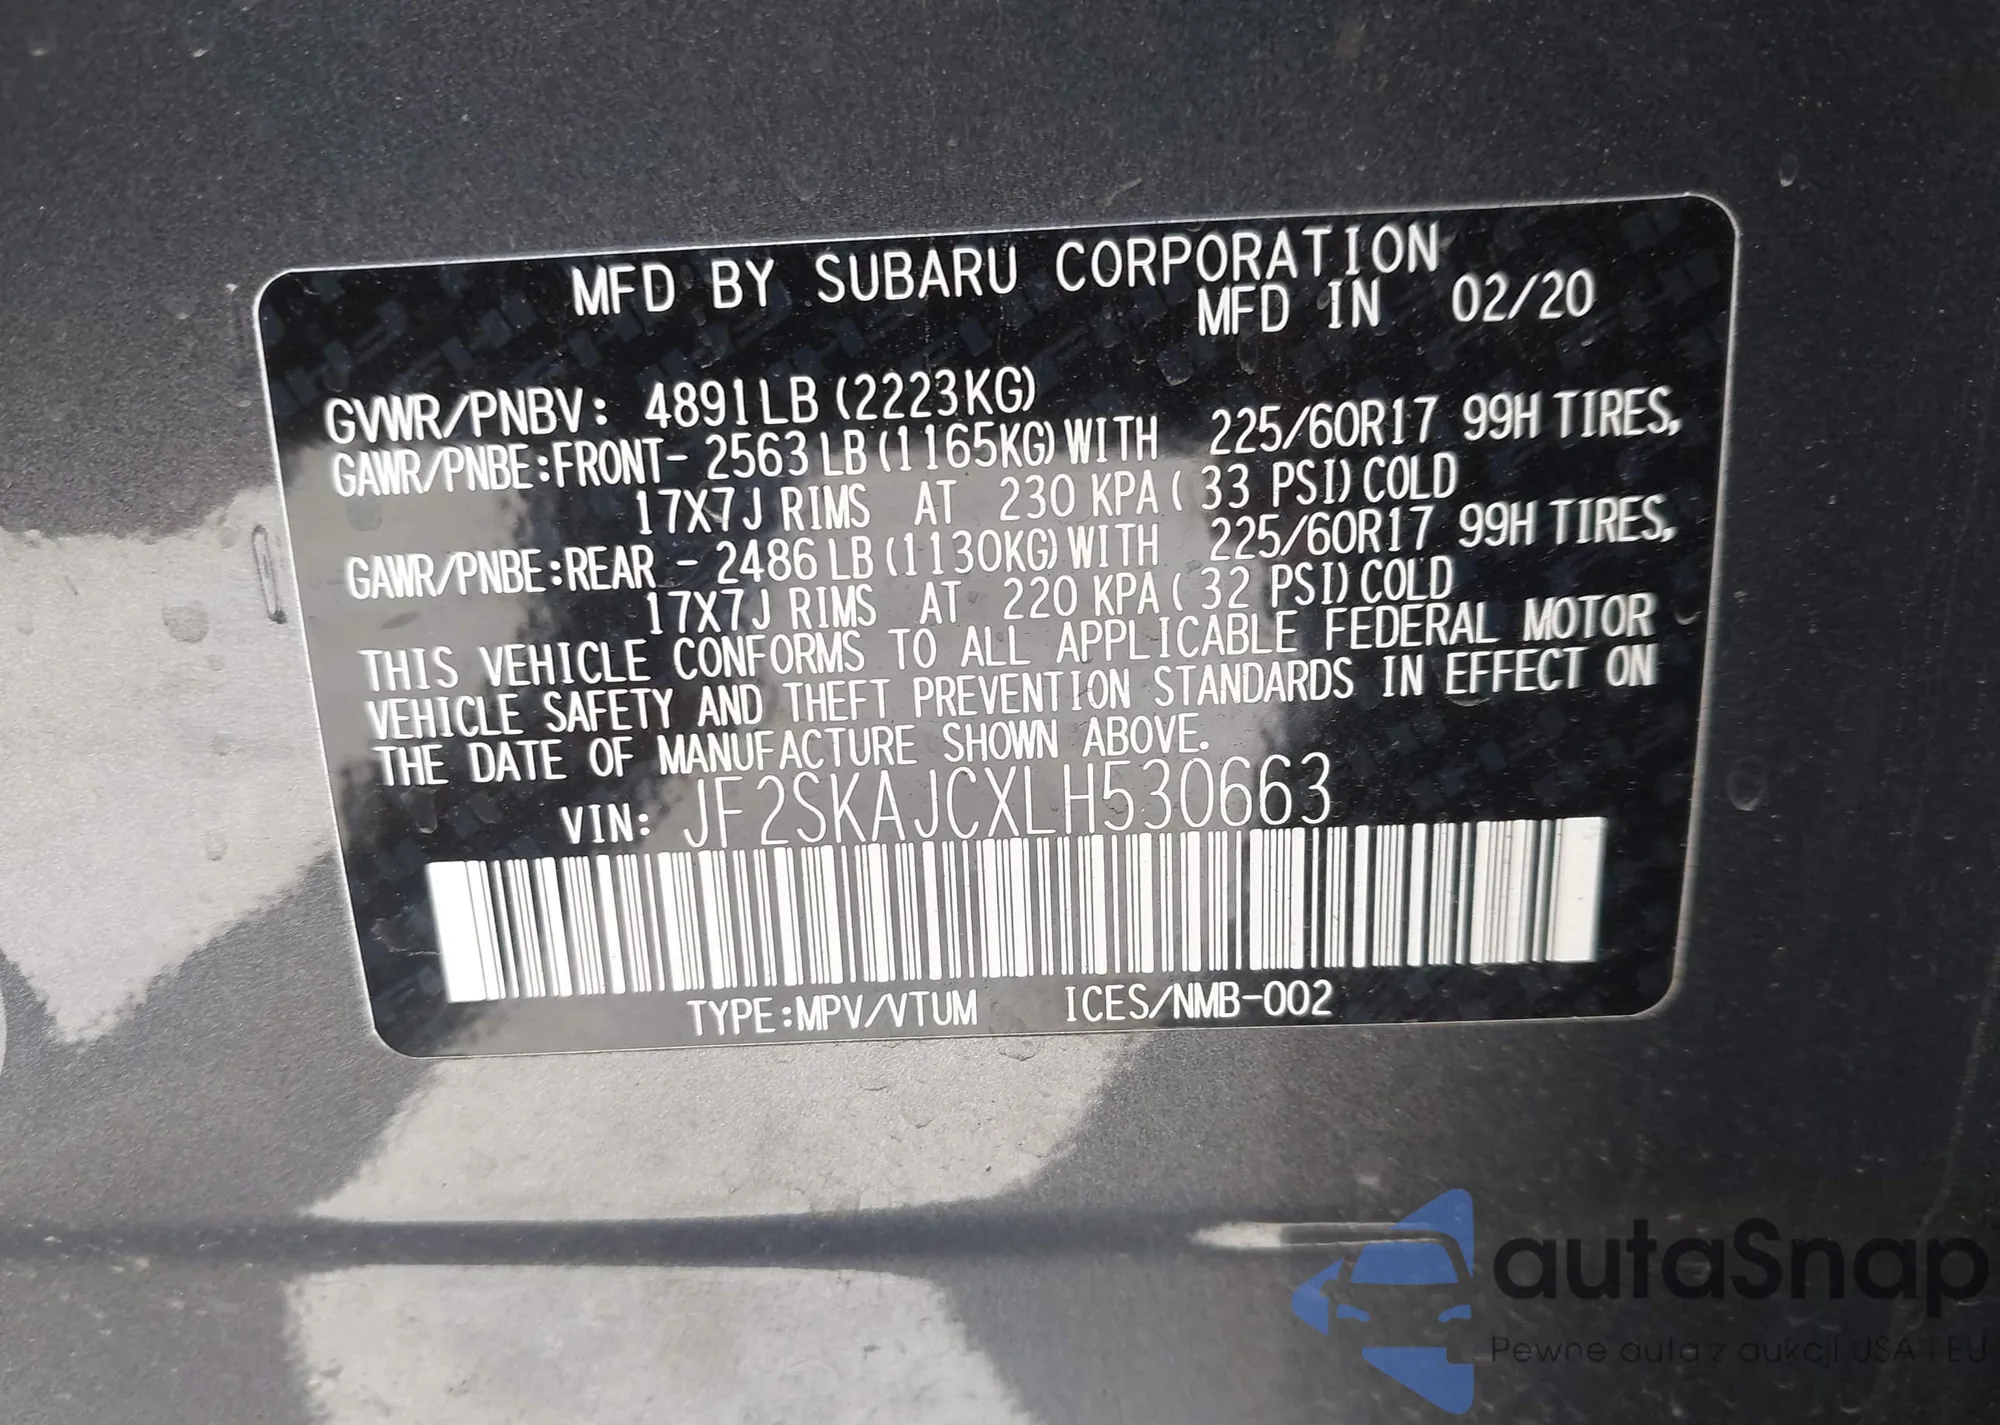 MFD BY SUBARU CORPORATION
MFD IN 02/20
GVWR/PNBV: 4891LB (2223KG)
GAWR/PNBE:FRONT- 2563 LB (1165KG) WITH 225/60R17 99H TIRES,
17X7J RIMS AT 230 KPA ( 33 PSI) COLD
GAWR/PNBE:REAR - 2486 LB (1130KG) WITH 225/60R17 99H TIRES,
17X7J RIMS AT 220 KPA ( 32 PSI) COLD
THIS VEHICLE CONFORMS TO ALL APPLICABLE FEDERAL MOTOR
VEHICLE SAFETY AND THEFT PREVENTION STANDARDS IN EFFECT ON
THE DATE OF MANUFACTURE SHOWN ABOVE.
VIN: JF2SKAJCXLH530663
TYPE:MPV/VTUM ICES/NMB-002
autaSnap
Pewne auta z aukcji USA i EU